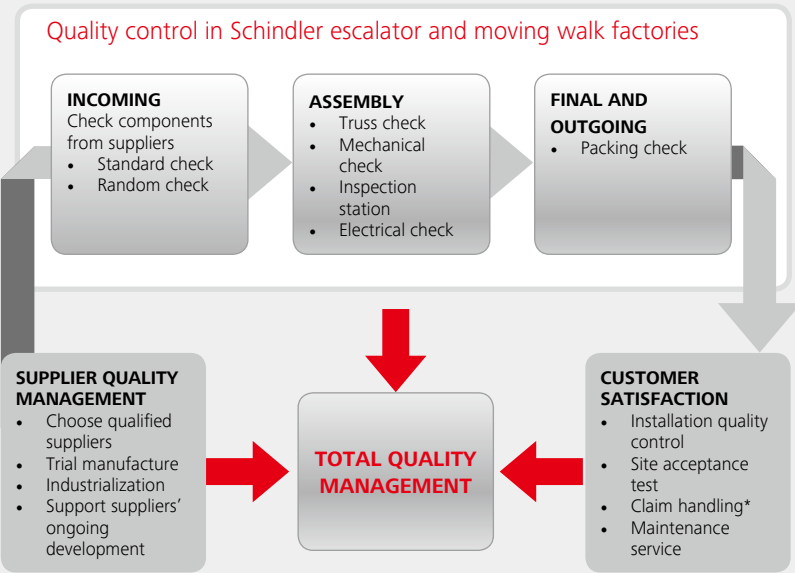 Quality control in Schindler escalator and moving walk factories
INCOMING
Check components
from suppliers
• Standard check
• Random check
ASSEMBLY
• Truss check
• Mechanical
check
• Inspection
station
• Electrical check
FINAL AND
OUTGOING
• Packing check
SUPPLIER QUALITY
MANAGEMENT
• Choose qualified
suppliers
• Trial manufacture
• Industrialization
• Support suppliers’
ongoing
development
TOTAL QUALITY
MANAGEMENT
CUSTOMER
SATISFACTION
• Installation quality
control
• Site acceptance
test
• Claim handling*
• Maintenance
service